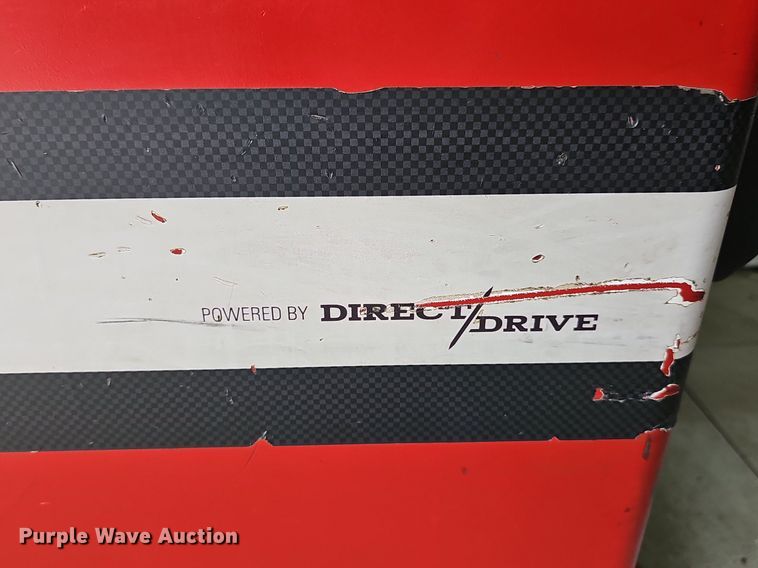 POWERED BY DIRECT/DRIVE
Purple Wave Auction